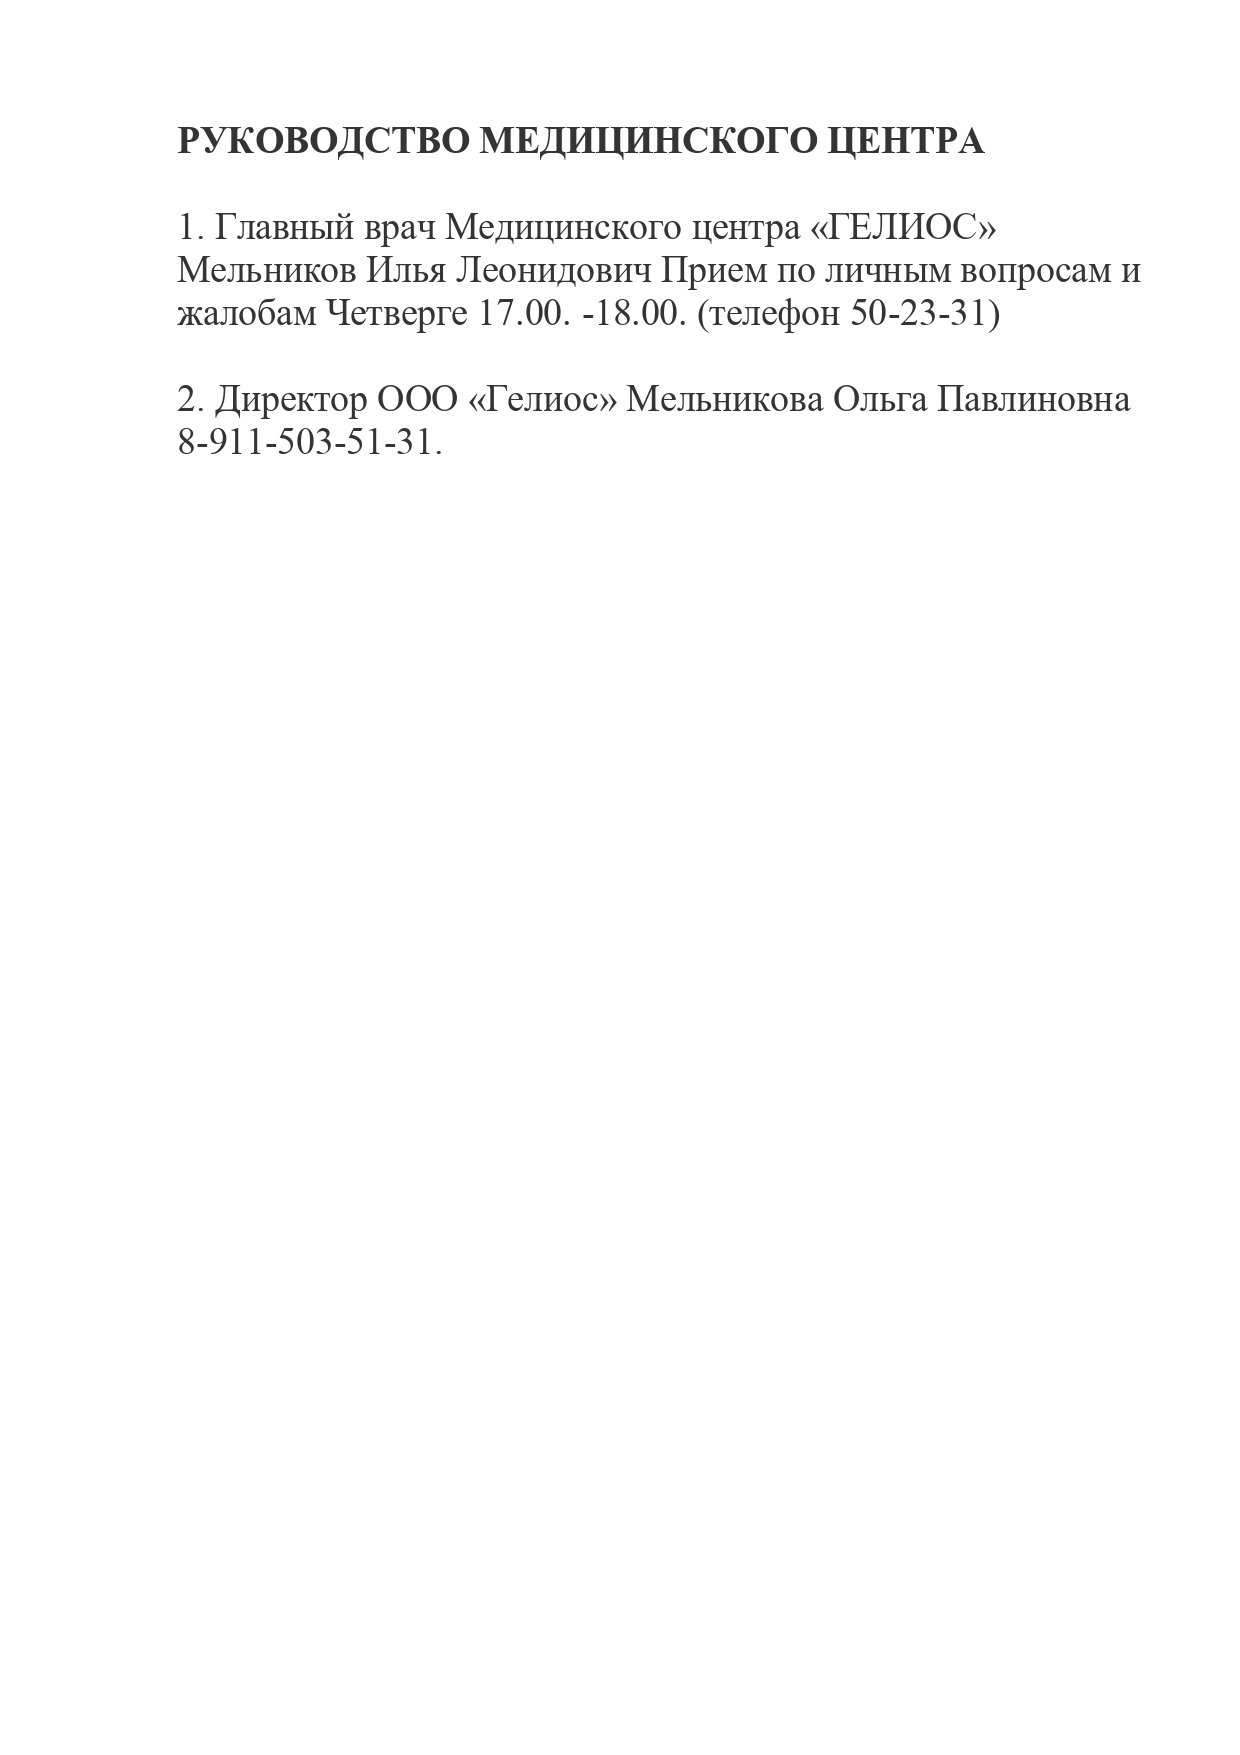 РУКОВОДСТВО МЕДИЦИНСКОГО ЦЕНТРА
1. Главный врач Медицинского центра «ГЕЛИОС»
Мельников Илья Леонидович Прием по личным вопросам и
жалобам Четверге 17.00. -18.00. (телефон 50-23-31)
2. Директор ООО «Гелиос» Мельникова Ольга Павлиновна
8-911-503-51-31.